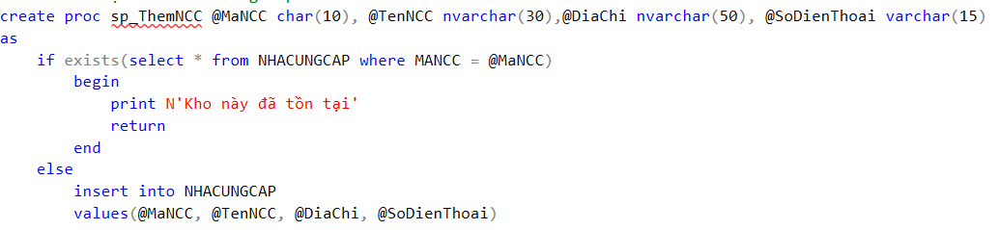 create proc sp_ThemNCC @MaNCC char(10), @TenNCC nvarchar(30),@DiaChi nvarchar(50), @SoDienThoai varchar(15)
as
if exists(select * from NHACUNGCAP where MANCC = @MaNCC)
begin
print N'Kho này đã tồn tại'
return
end
else
insert into NHACUNGCAP
values(@MaNCC, @TenNCC, @DiaChi, @SoDienThoai)